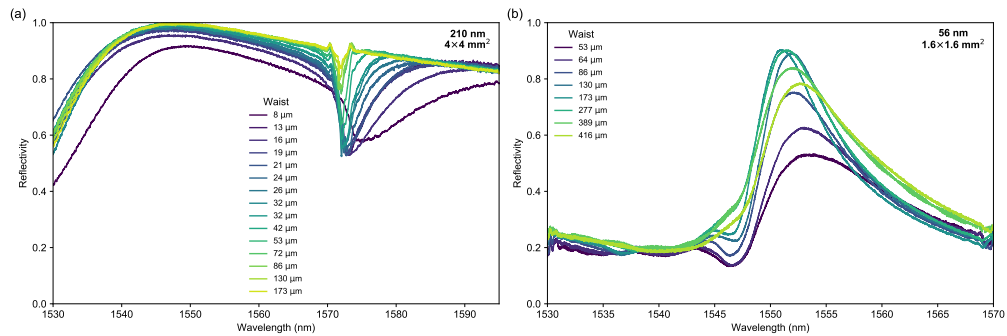 (a)
210 nm
4×4 mm²
Waist
8 μm
13 μm
16 μm
19 μm
21 μm
24 μm
26 μm
32 μm
32 μm
42 μm
53 μm
72 μm
86 μm
130 μm
173 μm
Reflectivity
1.0
0.8
0.6
0.4
0.2
0.0
1530 1540 1550 1560 1570 1580 1590
Wavelength (nm)
(b)
56 nm
1.6×1.6 mm²
Waist
53 μm
64 μm
86 μm
130 μm
173 μm
277 μm
389 μm
416 μm
Reflectivity
1.0
0.8
0.6
0.4
0.2
0.0
1530 1535 1540 1545 1550 1555 1560 1565 1570
Wavelength (nm)